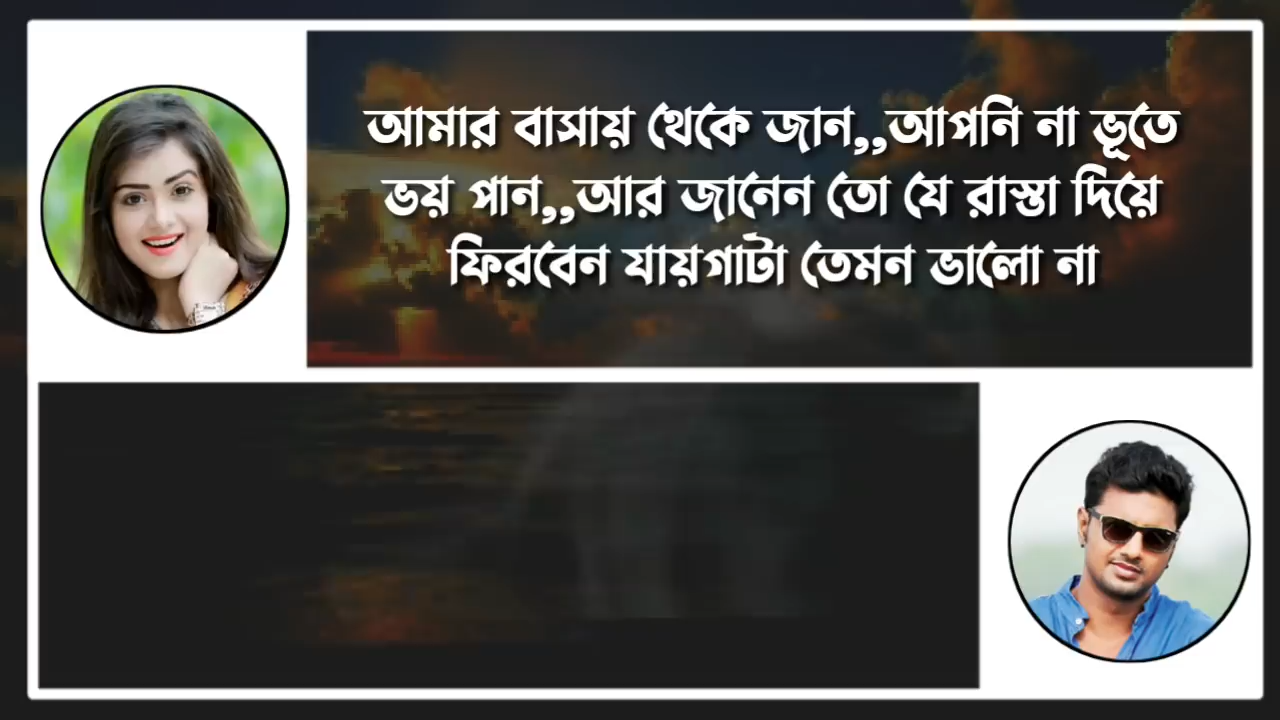 আমার বাসায় থেকে জান,,আপনি না ভূতে
ভয় পান,,আর জানেন তো যে রাস্তা দিয়ে
ফিরবেন যায়গাটা তেমন ভালো না